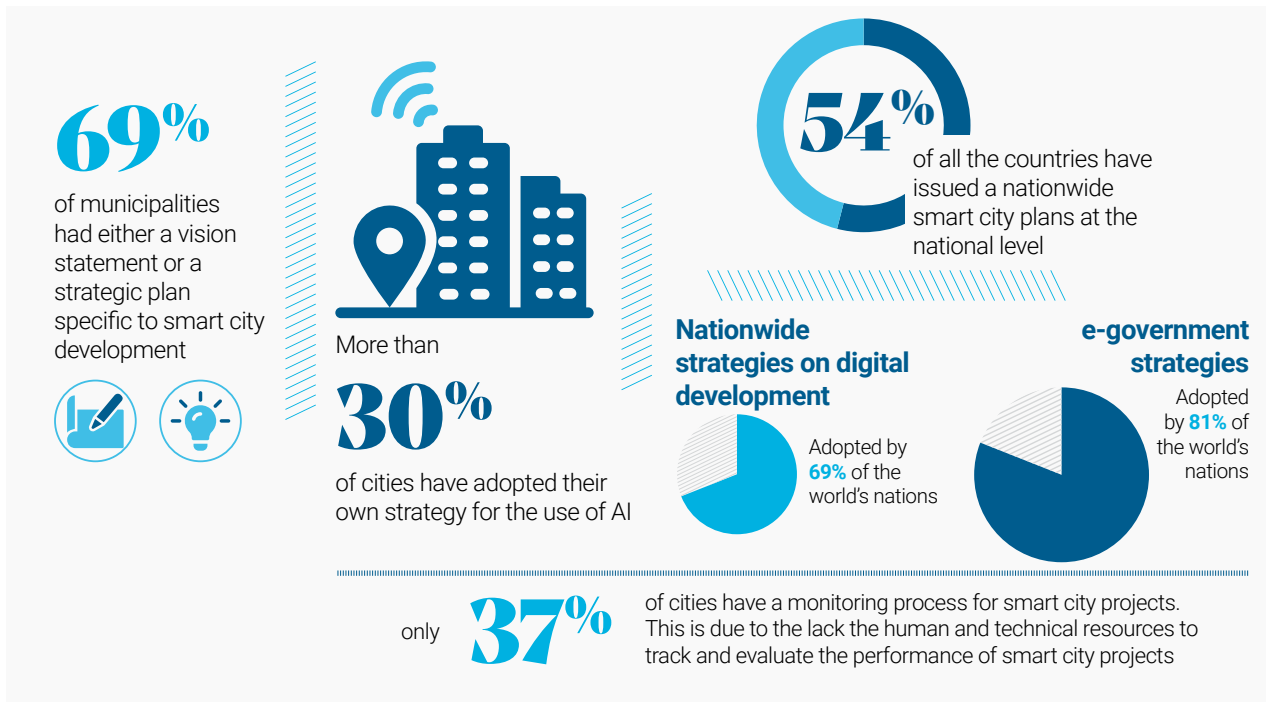 69%
of municipalities
had either a vision
statement or a
strategic plan
specific to smart city
development
More than
30%
of cities have adopted their
own strategy for the use of AI
54%
of all the countries have
issued a nationwide
smart city plans at the
national level
Nationwide
strategies on digital
development
Adopted by
69% of the
world's nations
e-government
strategies
Adopted
by 81% of
the world's
nations
only
37%
of cities have a monitoring process for smart city projects.
This is due to the lack the human and technical resources to
track and evaluate the performance of smart city projects